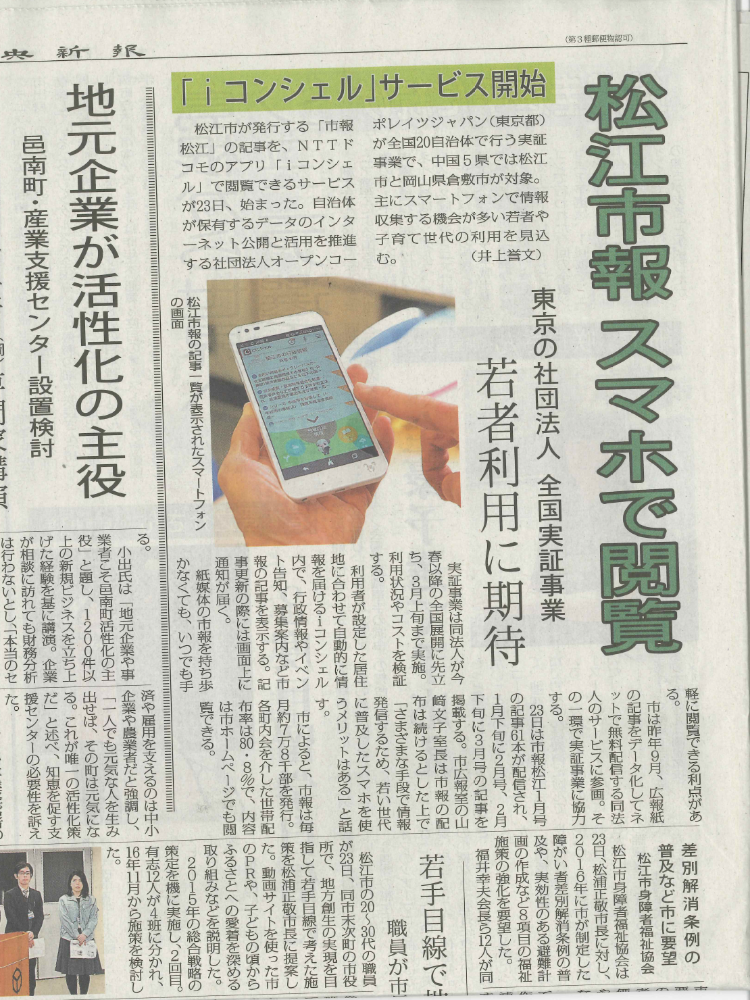 (第3種郵便物認可)
央新報
松江市報 スマホで閲覧
「iコンシェル」サービス開始
東京の社団法人 全国実証事業
若者利用に期待
松江市が発行する「市報
松江」の記事を、NTTド
コモのアプリ「iコンシェ
ル」で閲覧できるサービス
が23日、始まった。自治体
が保有するデータのインタ
ーネット公開と活用を推進
する社団法人オープンコー
ポレイツジャパン(東京都)
が全国20自治体で行う実証
事業で、中国5県では松江
市と岡山県倉敷市が対象。
主にスマートフォンで情報
収集する機会が多い若者や
子育て世代の利用を見込
む。 (井上誉文)
松江市報の記事一覧が表示されたスマートフォン
の画面
iコンシェル
松江市の行政情報
実証事業は同法人が今
春以降の全国展開に先立
ち、3月上旬まで実施。
利用状況やコストを検証
する。
利用者が設定した居住
地に合わせて自動的に情
報を届けるiコンシェル
内で、行政情報やイベン
ト告知、募集案内など市
報の記事を表示する。記
事更新の際には画面上に
通知が届く。
紙媒体の市報を持ち歩
かなくても、いつでも手
軽に閲覧できる利点があ
る。
市は昨年9月、広報紙
の記事をデータ化してネ
ットで無料配信する同法
人のサービスに参画。そ
の一環で実証事業に協力
する。
23日は市報松江1月号
の記事61本が配信され、
1月下旬に2月号、2月
下旬に3月号の記事を
掲載する。市広報室の山
﨑文子室長は市報の配
布は続けるとした上で
「さまざまな手段で情報
発信するため、若い世代
に普及したスマホを使
うメリットはある」と話
す。
市によると、市報は毎
月約7万8千部を発行。
各町内会を介した世帯配
布率は80・8%で、内容
は市ホームページでも閲
覧できる。
地元企業が活性化の主役
邑南町・産業支援センター設置検討
る。
小出氏は「地元企業や事
業者こそ邑南町活性化の主
役」と題し、1200件以
上の新規ビジネスを立ち上
げた経験を基に講演。企業
が相談に訪れても財務分析
は行わないとし、「本当のセ
済や雇用を支えるのは中小
企業や農業者だと強調し、
「一人でも元気な人を生み
出せば、その町は元気にな
る。これが唯一の活性化策
だ」と述べ、知恵を促す支
援センターの必要性を訴え
た。
差別解消条例の
普及など市に要望
松江市身障者福祉協会
松江市身障者福祉協会は
23日、松浦正敬市長に対し、
2016年に市が制定した
障がい者差別解消条例の普
及や、実効性のある避難計
画の作成など8項目の福祉
施策の強化を要望した。
福井幸夫会長ら12人が同
若手目線で地
職員が市
松江市の20〜30代の職員
が23日、同市末次町の市役
所で、地方創生の実現を目
指して若手目線で考えた施
策を松浦正敬市長に提案し
た。動画サイトを使った市
のPRや、子どもの頃から
ふるさとへの愛着を深める
取り組みなどを説明した。
2015年の総合戦略の
策定を機に実施し、2回目。
有志12人が4班に分かれ、
16年11月から施策を検討し
た。